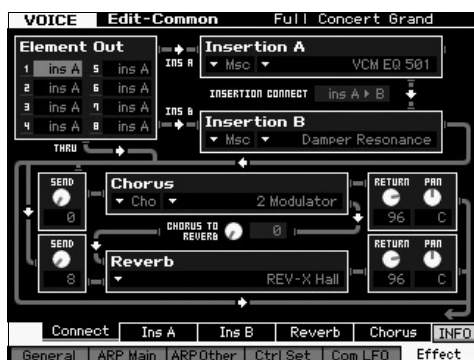 VOICE Edit-Common Full Concert Grand
Element Out
1 ins A 5 ins A
2 ins A 6 ins A
3 ins A 7 ins A
4 ins A 8 ins A
THRU
INS A
Insertion A
Msc VCM EQ 501
INSERTION CONNECT ins A▶B
INS B
Insertion B
Msc Damper Resonance
SEND
0
Chorus
Cho 2 Modulator
RETURN PAN
96 C
CHORUS TO REVERB 0
SEND
8
Reverb
REV-X Hall
RETURN PAN
96 C
Connect Ins A Ins B Reverb Chorus INFO
General ARP Main ARP Other Ctrl Set Com LFO Effect